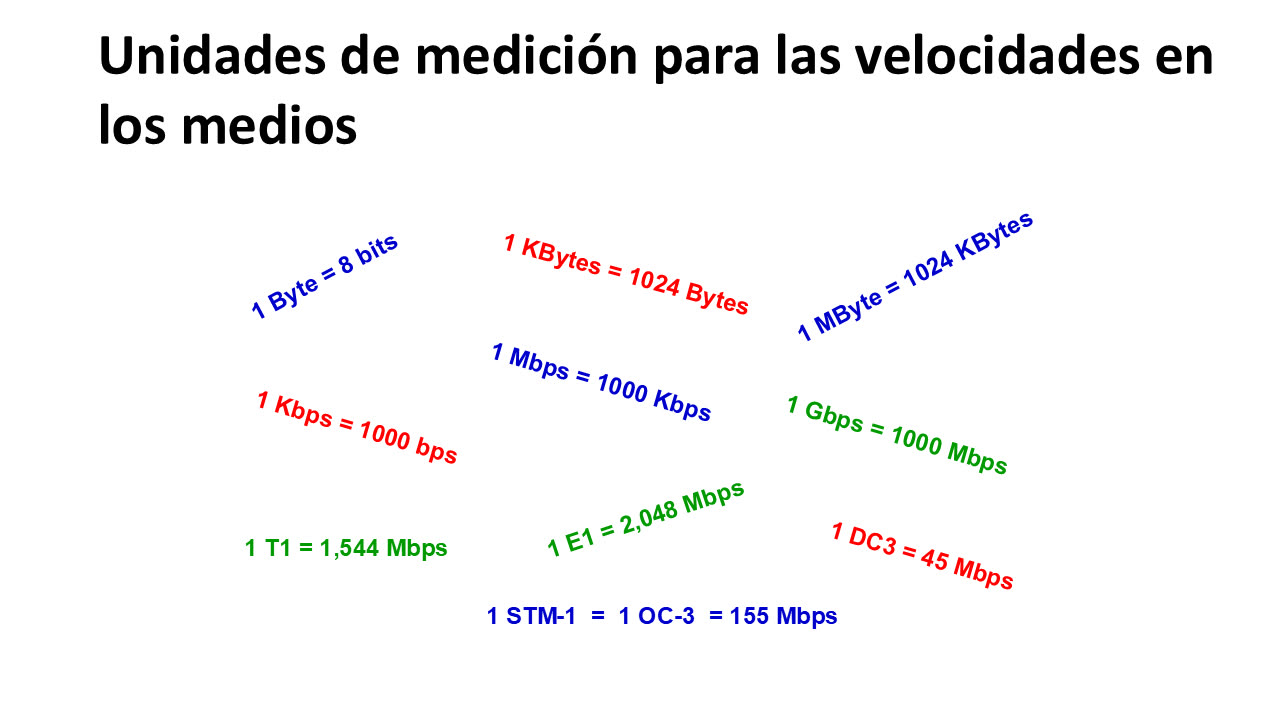 Unidades de medición para las velocidades en
los medios
1 Byte = 8 bits
1 KBytes = 1024 Bytes
1 MByte = 1024 KBytes
1 Kbps = 1000 bps
1 Mbps = 1000 Kbps
1 Gbps = 1000 Mbps
1 T1 = 1,544 Mbps
1 E1 = 2,048 Mbps
1 DC3 = 45 Mbps
1 STM-1 = 1 OC-3 = 155 Mbps